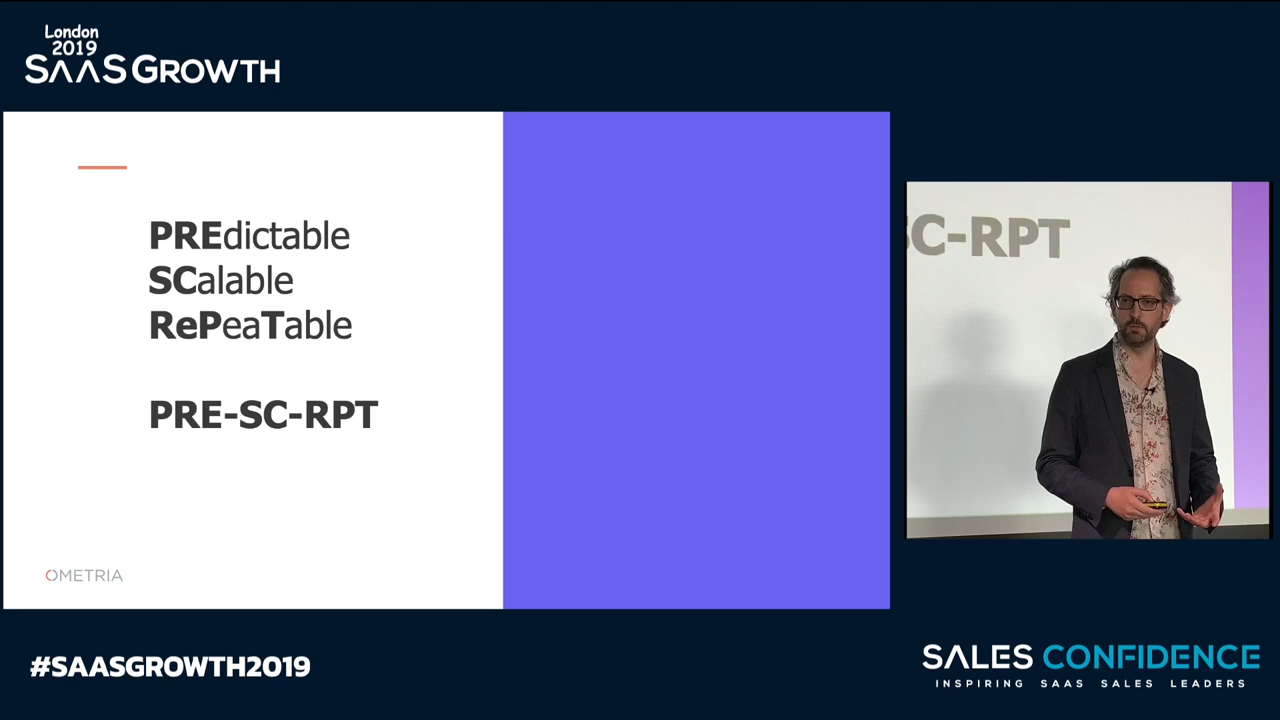 London
2019
SAAS GROWTH
PREdictable
SCalable
RePeaTable
PRE-SC-RPT
OMETRIA
SC-RPT
#SAASGROWTH2019
SALES CONFIDENCE
INSPIRING SAAS SALES LEADERS